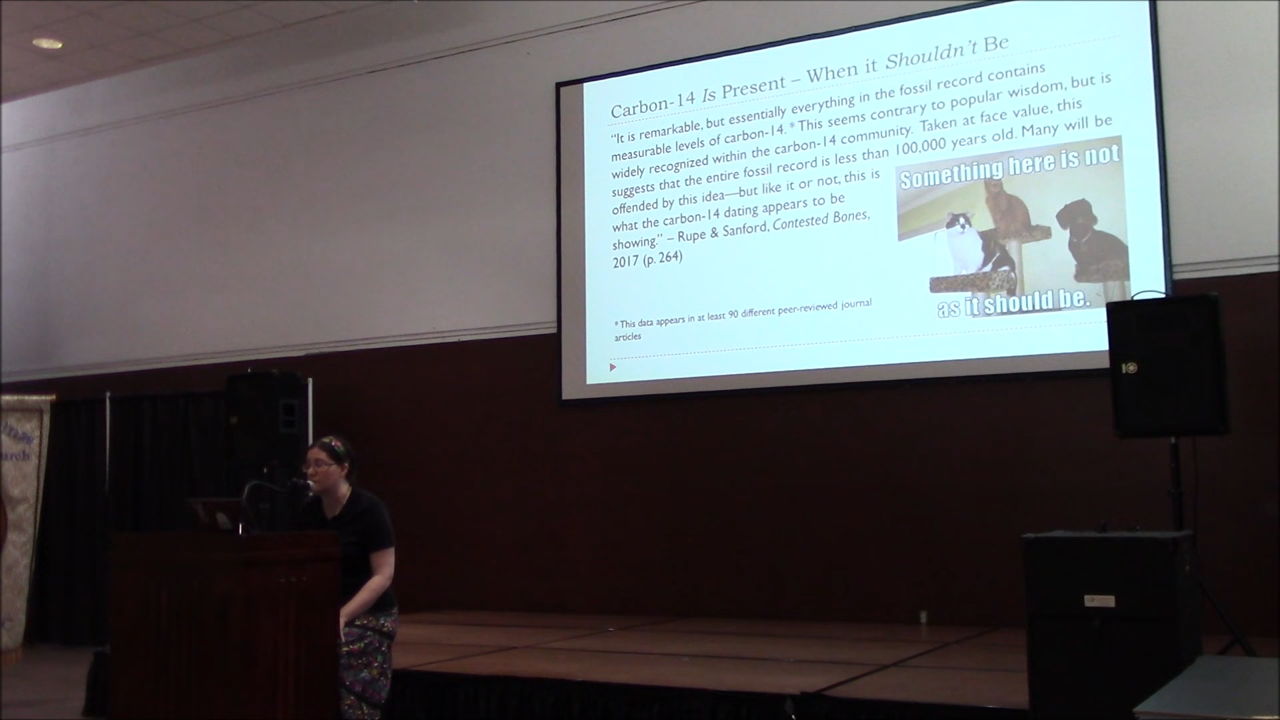 Carbon-14 Is Present – When it Shouldn't Be
"It is remarkable, but essentially everything in the fossil record contains
measurable levels of carbon-14. * This seems contrary to popular wisdom, but is
widely recognized within the carbon-14 community. Taken at face value, this
suggests that the entire fossil record is less than 100,000 years old. Many will be
offended by this idea—but like it or not, this is
what the carbon-14 dating appears to be
showing." – Rupe & Sanford, Contested Bones,
2017 (p. 264)
Something here is not
as it should be.
* This data appears in at least 90 different peer-reviewed journal
articles